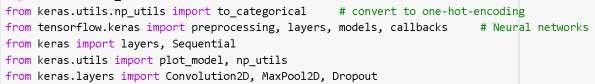 from keras.utils.np_utils import to_categorical    # convert to one-hot-encoding
from tensorflow.keras import preprocessing, layers, models, callbacks    # Neural networks
from keras import layers, Sequential
from keras.utils import plot_model, np_utils
from keras.layers import Convolution2D, MaxPool2D, Dropout